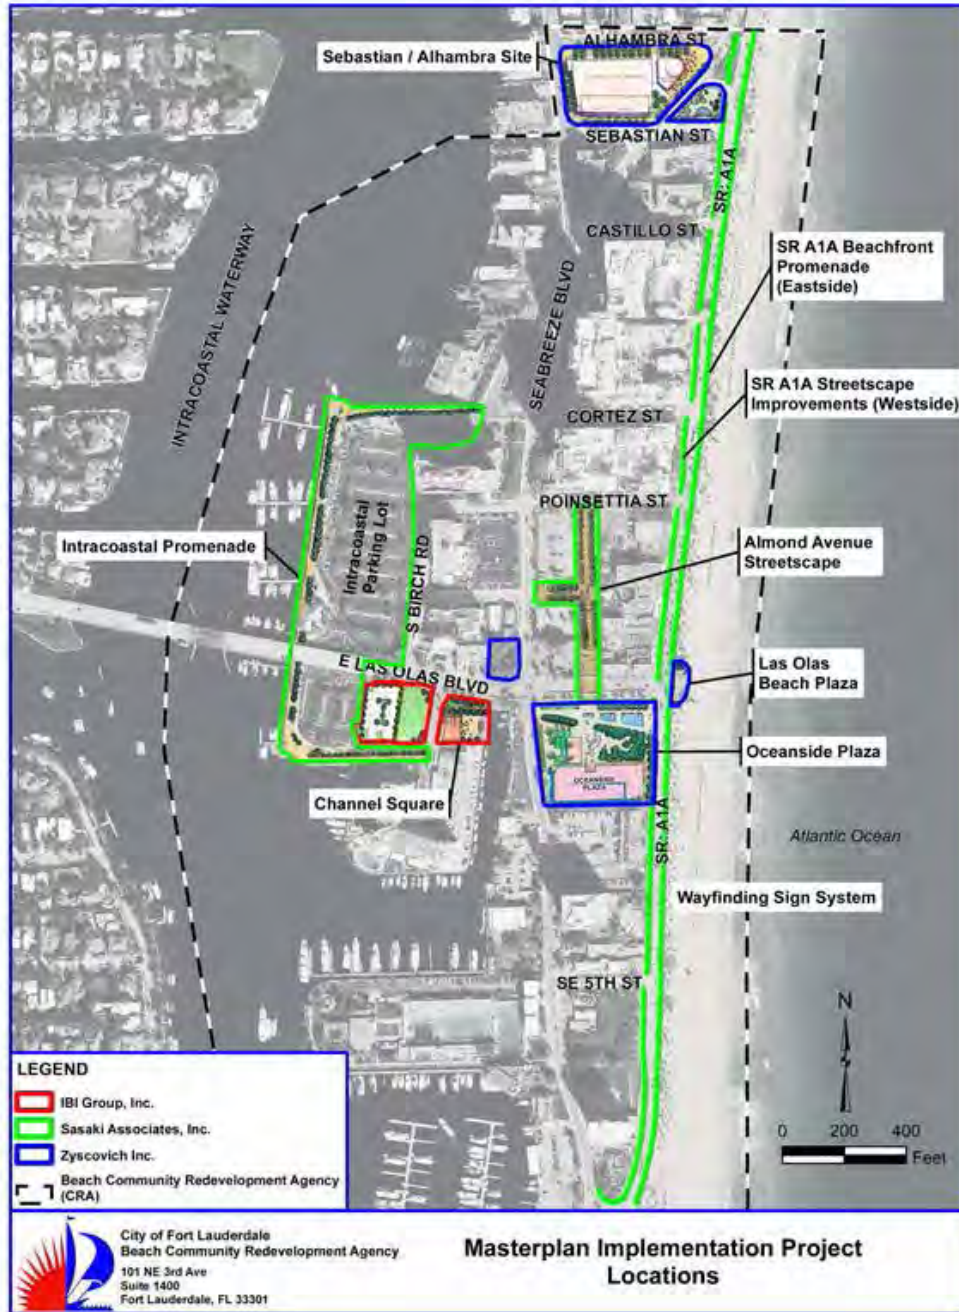 ALHAMBRA ST
Sebastian / Alhambra Site
SEBASTIAN ST
SR: A1A
CASTILLO ST
SR A1A Beachfront
Promenade
(Eastside)
INTRACOASTAL WATERWAY
SEABREEZE BLVD
SR A1A Streetscape
Improvements (Westside)
CORTEZ ST
POINSETTIA ST
Intracoastal
Parking Lot
Intracoastal Promenade
S BIRCH RD
Almond Avenue
Streetscape
E LAS OLAS BLVD
Las Olas
Beach Plaza
Oceanside Plaza
OCEANSIDE
PLAZA
Channel Square
SR: A1A
Atlantic Ocean
Wayfinding Sign System
SE 5TH ST
N
0 200 400
Feet
LEGEND
IBI Group, Inc.
Sasaki Associates, Inc.
Zyscovich Inc.
Beach Community Redevelopment Agency
(CRA)
City of Fort Lauderdale
Beach Community Redevelopment Agency
101 NE 3rd Ave
Suite 1400
Fort Lauderdale, FL 33301
Masterplan Implementation Project
Locations